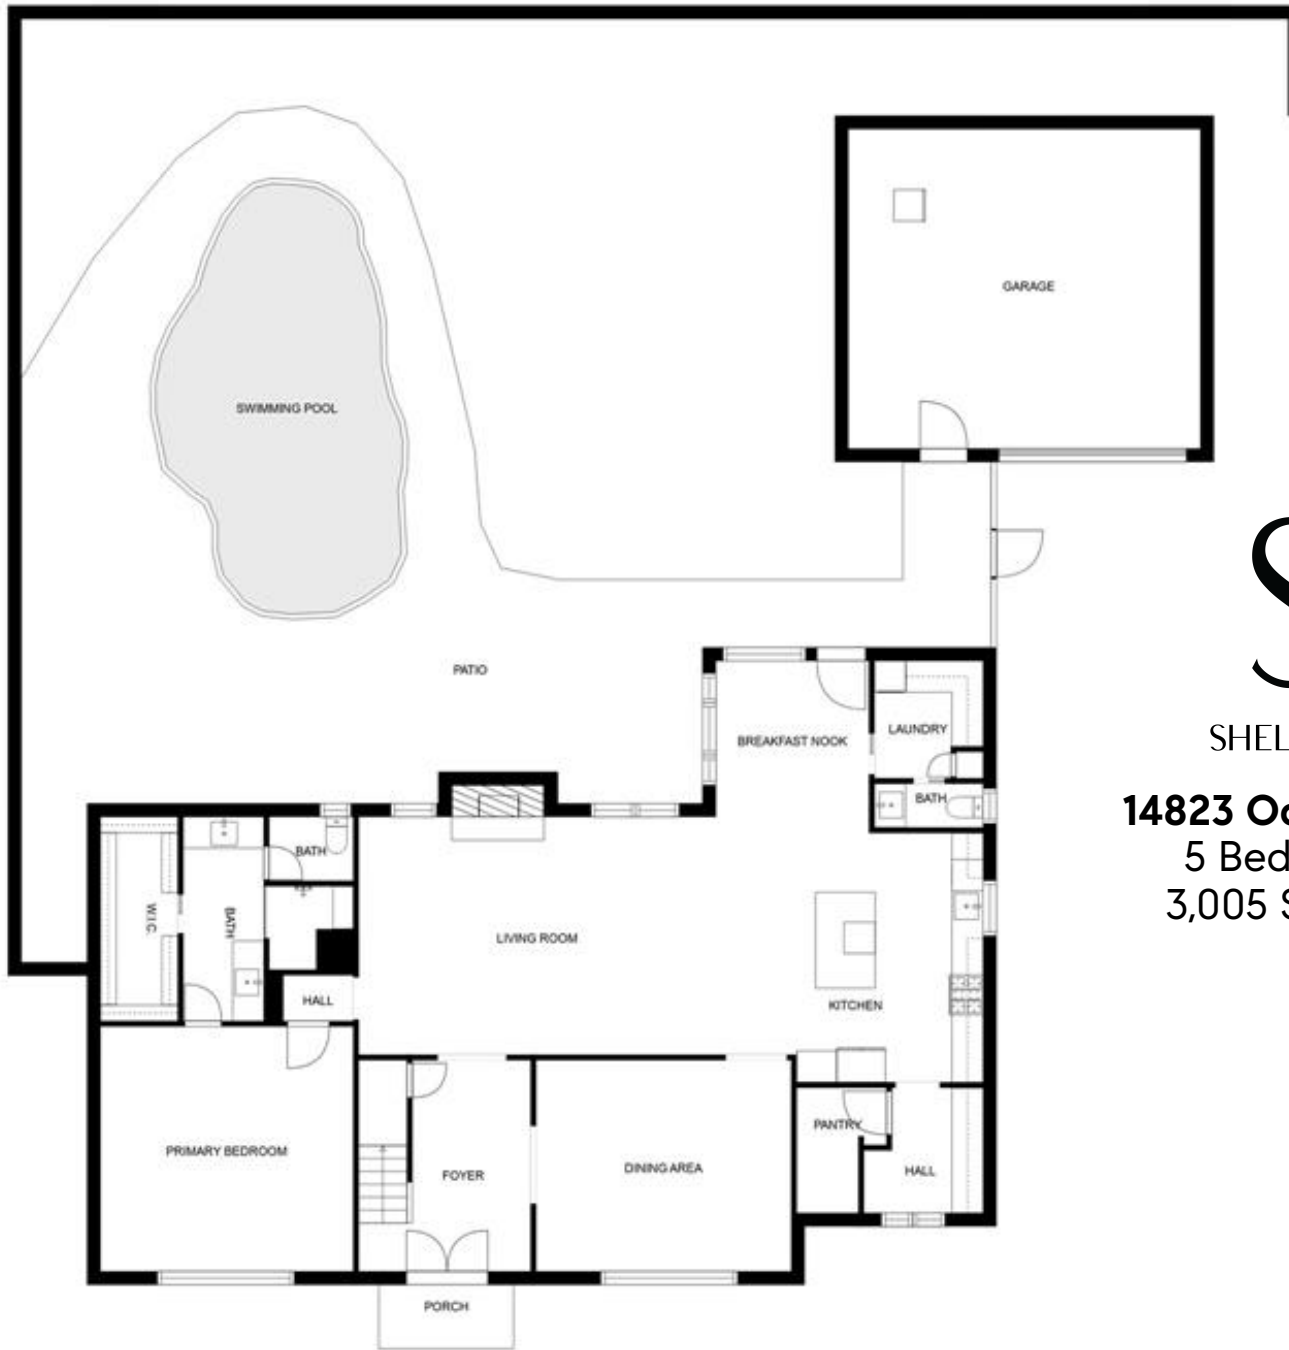 GARAGE
SWIMMING POOL
PATIO
BREAKFAST NOOK
LAUNDRY
SHEL
BATH
14823 Oa
5 Bed
3,005 S
BATH
W.I.C.
BATH
LIVING ROOM
HALL
KITCHEN
PRIMARY BEDROOM
FOYER
DINING AREA
PANTRY
HALL
PORCH